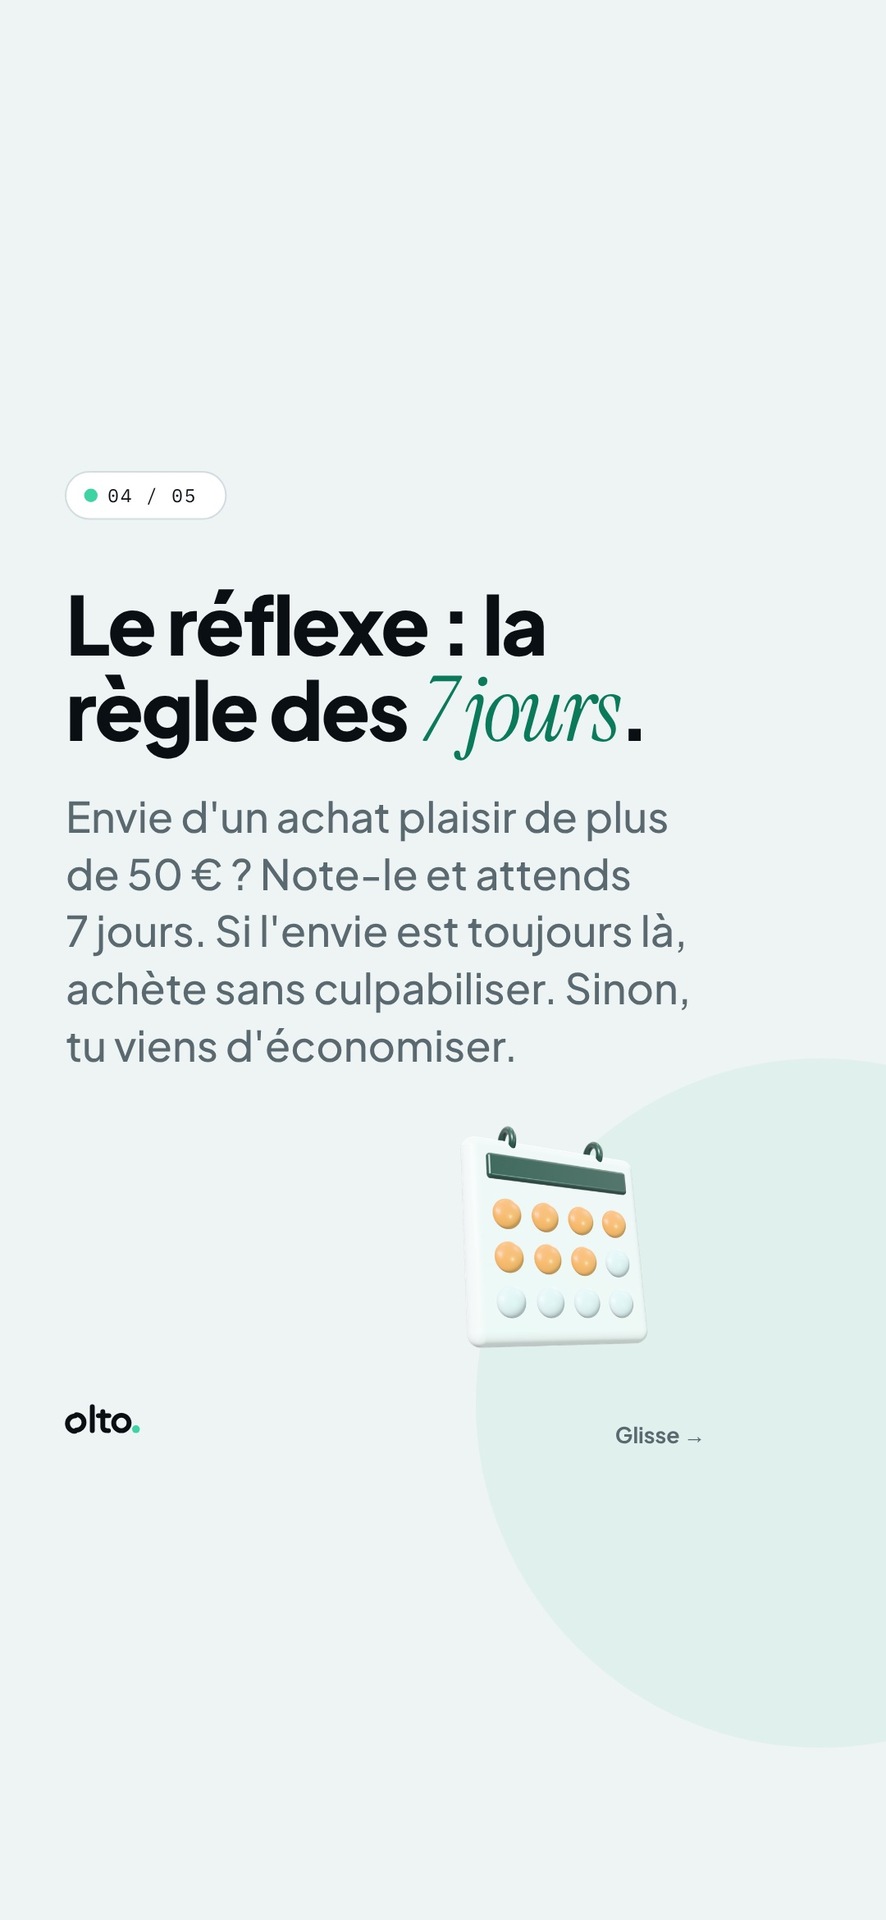 04 / 05
Le réflexe : la
règle des 7 jours.
Envie d'un achat plaisir de plus
de 50 € ? Note-le et attends
7 jours. Si l'envie est toujours là,
achète sans culpabiliser. Sinon,
tu viens d'économiser.
olto.
Glisse →